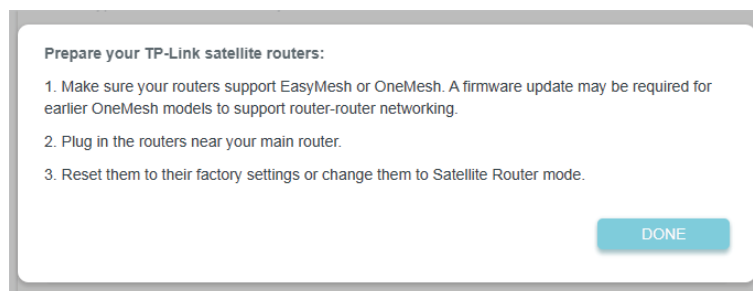 Prepare your TP-Link satellite routers:
1. Make sure your routers support EasyMesh or OneMesh. A firmware update may be required for
earlier OneMesh models to support router-router networking.
2. Plug in the routers near your main router.
3. Reset them to their factory settings or change them to Satellite Router mode.
DONE